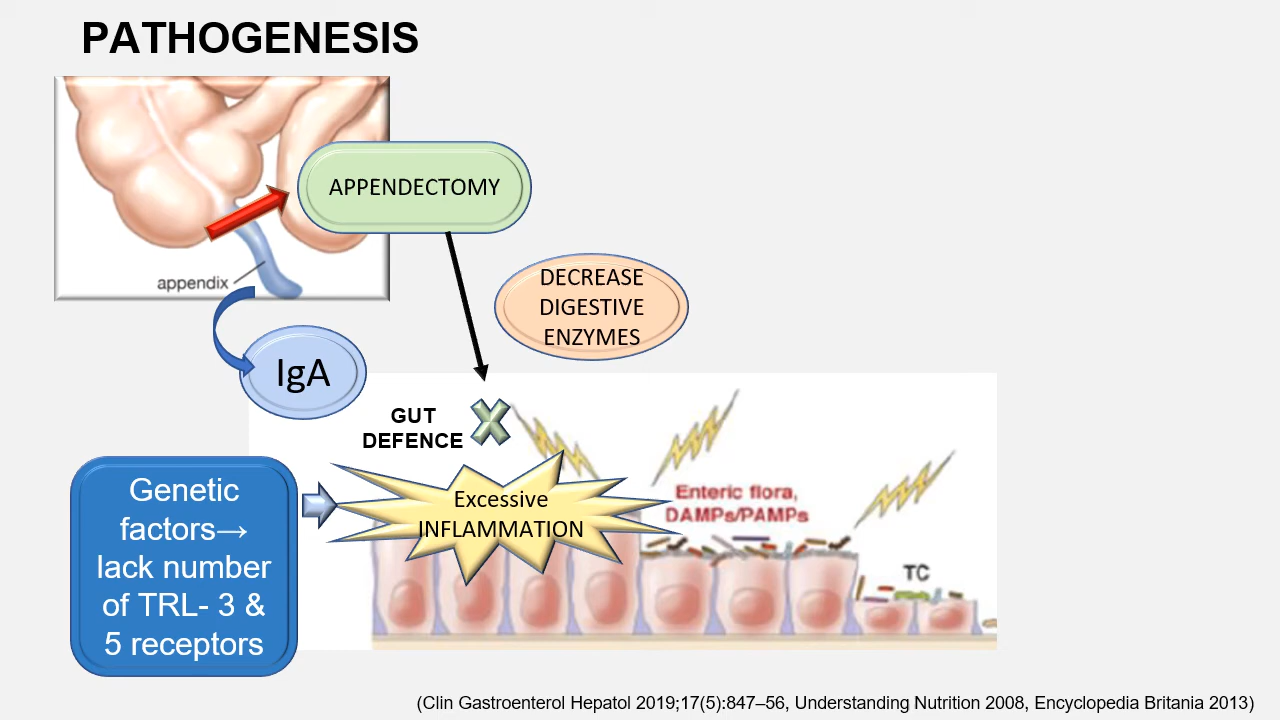 PATHOGENESIS
APPENDECTOMY
appendix
DECREASE
DIGESTIVE
ENZYMES
IgA
GUT
DEFENCE
Genetic
factors→
lack number
of TRL- 3 &
5 receptors
Excessive
INFLAMMATION
Enteric flora,
DAMPs/PAMPs
TC
(Clin Gastroenterol Hepatol 2019;17(5):847–56, Understanding Nutrition 2008, Encyclopedia Britania 2013)